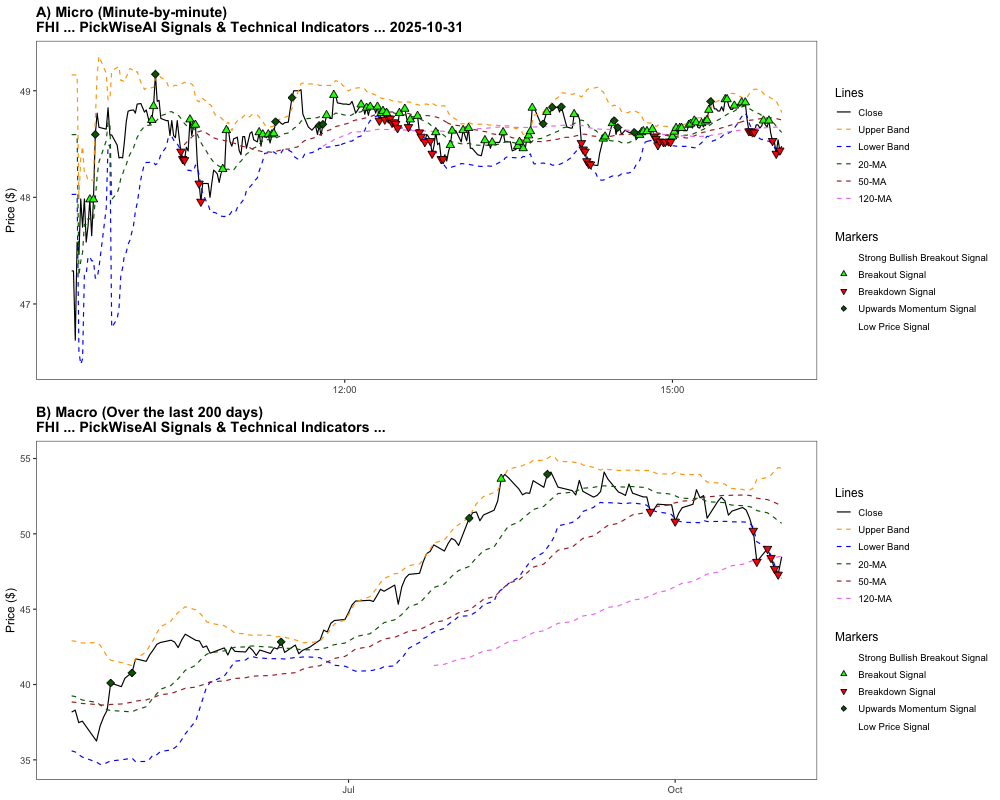 A) Micro (Minute-by-minute)
FHI ... PickWiseAI Signals & Technical Indicators ... 2025-10-31
Price ($)
49
48
47
12:00
15:00
Lines
Close
Upper Band
Lower Band
20-MA
50-MA
120-MA
Markers
Strong Bullish Breakout Signal
Breakout Signal
Breakdown Signal
Upwards Momentum Signal
Low Price Signal
B) Macro (Over the last 200 days)
FHI ... PickWiseAI Signals & Technical Indicators ...
Price ($)
55
50
45
40
35
Jul
Oct
Lines
Close
Upper Band
Lower Band
20-MA
50-MA
120-MA
Markers
Strong Bullish Breakout Signal
Breakout Signal
Breakdown Signal
Upwards Momentum Signal
Low Price Signal